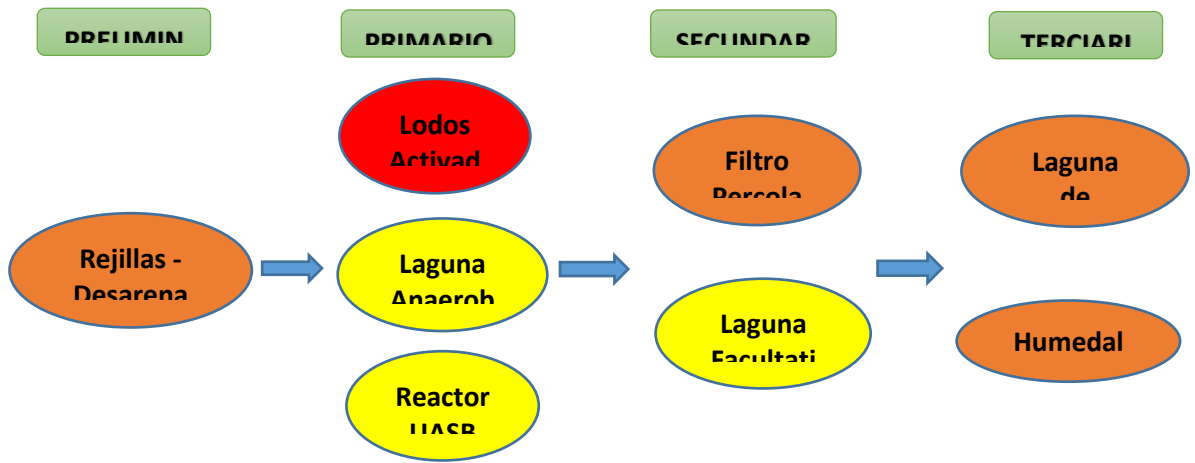 PRELIMIN
PRIMARIO
SECUNDAR
TERCIARI
Lodos
Activad
Filtro
Percola
Laguna
de
Rejillas -
Desarena
Laguna
Anaerob
Laguna
Facultati
Humedal
Reactor
UASB